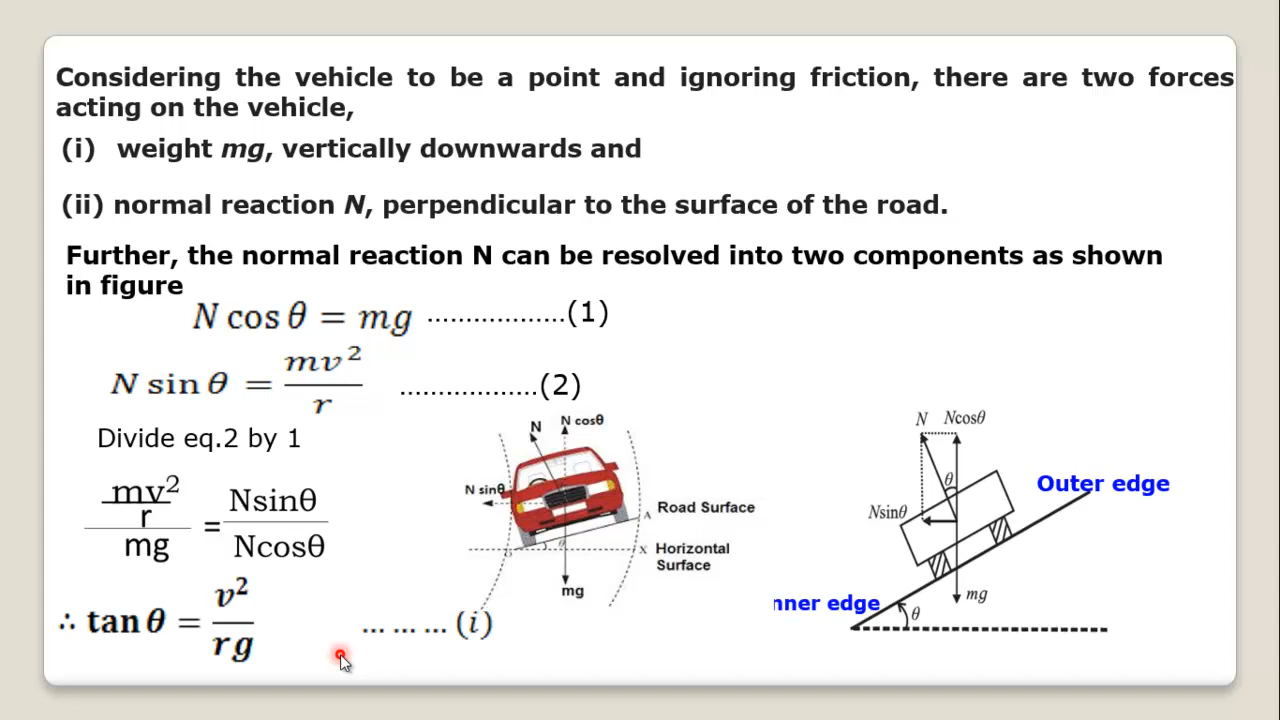 Considering the vehicle to be a point and ignoring friction, there are two forces
acting on the vehicle,
(i) weight mg, vertically downwards and
(ii) normal reaction N, perpendicular to the surface of the road.
Further, the normal reaction N can be resolved into two components as shown
in figure
N cos θ = mg ..................(1)
N sin θ = mv²/r ..................(2)
Divide eq.2 by 1
mv²/r / mg = Nsinθ / Ncosθ
∴ tan θ = v²/rg ... ... ... (i)
N
N cosθ
N sinθ
Road Surface
A
θ
O
X
Horizontal
Surface
mg
N
Ncosθ
θ
Outer edge
Nsinθ
mg
nner edge
θ